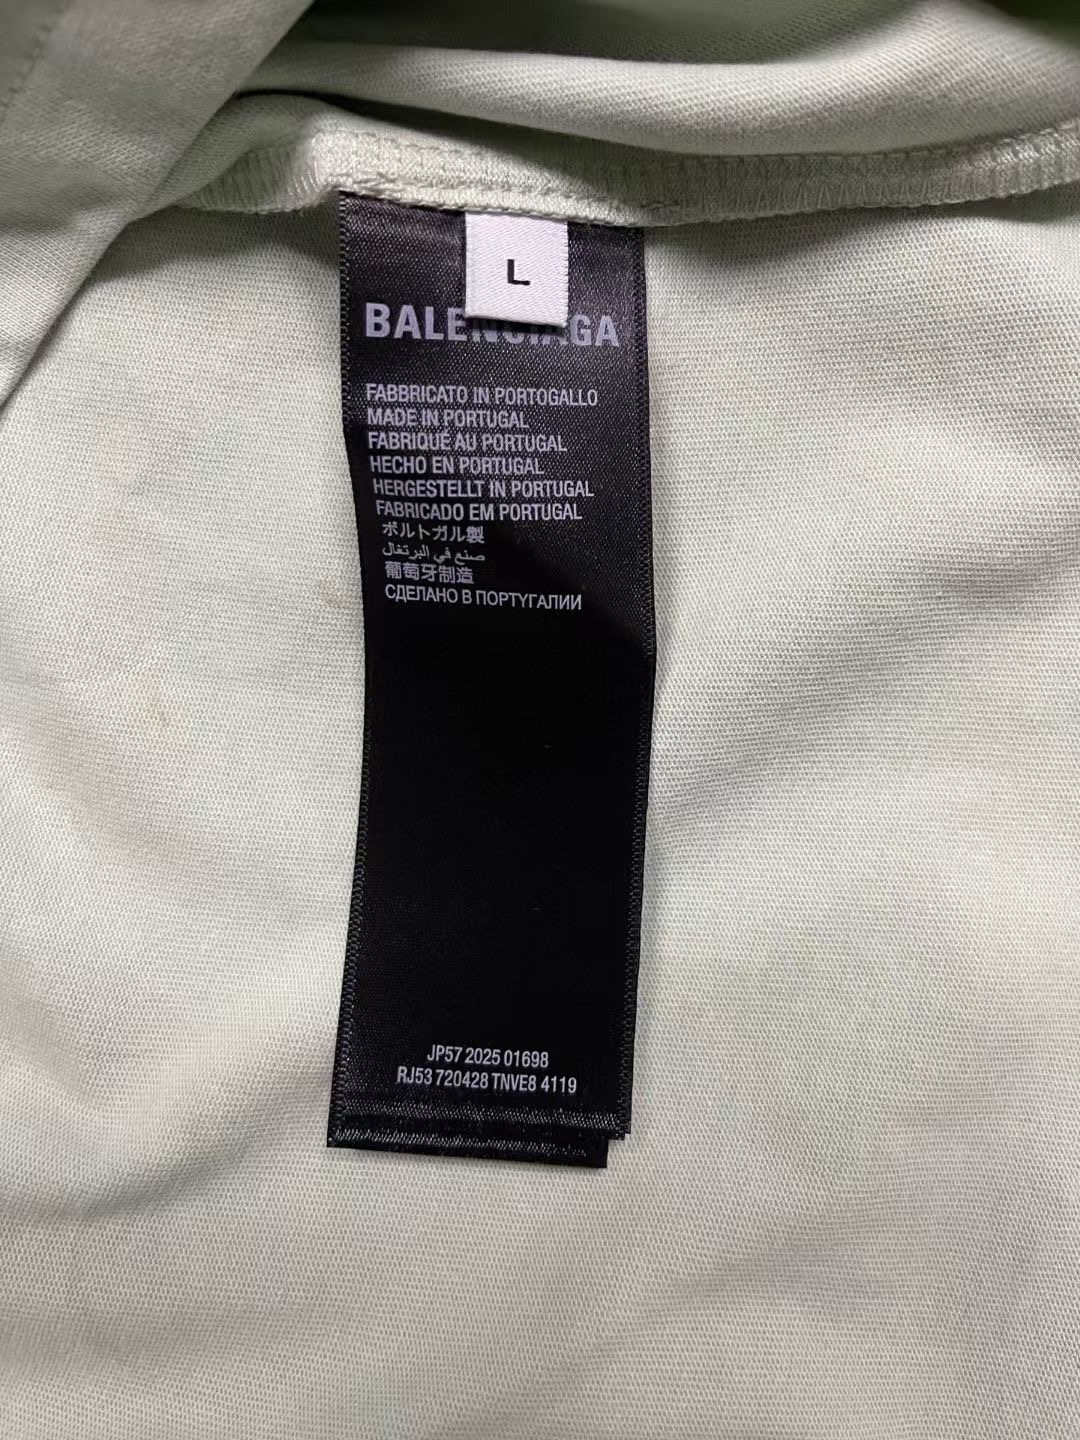 L
BALENCIAGA
FABBRICATO IN PORTOGALLO
MADE IN PORTUGAL
FABRIQUÉ AU PORTUGAL
HECHO EN PORTUGAL
HERGESTELLT IN PORTUGAL
FABRICADO EM PORTUGAL
ポルトガル製
صنع في البرتغال
葡萄牙制造
СДЕЛАНО В ПОРТУГАЛИИ
JP57 2025 01698
RJ53 720428 TNVE8 4119